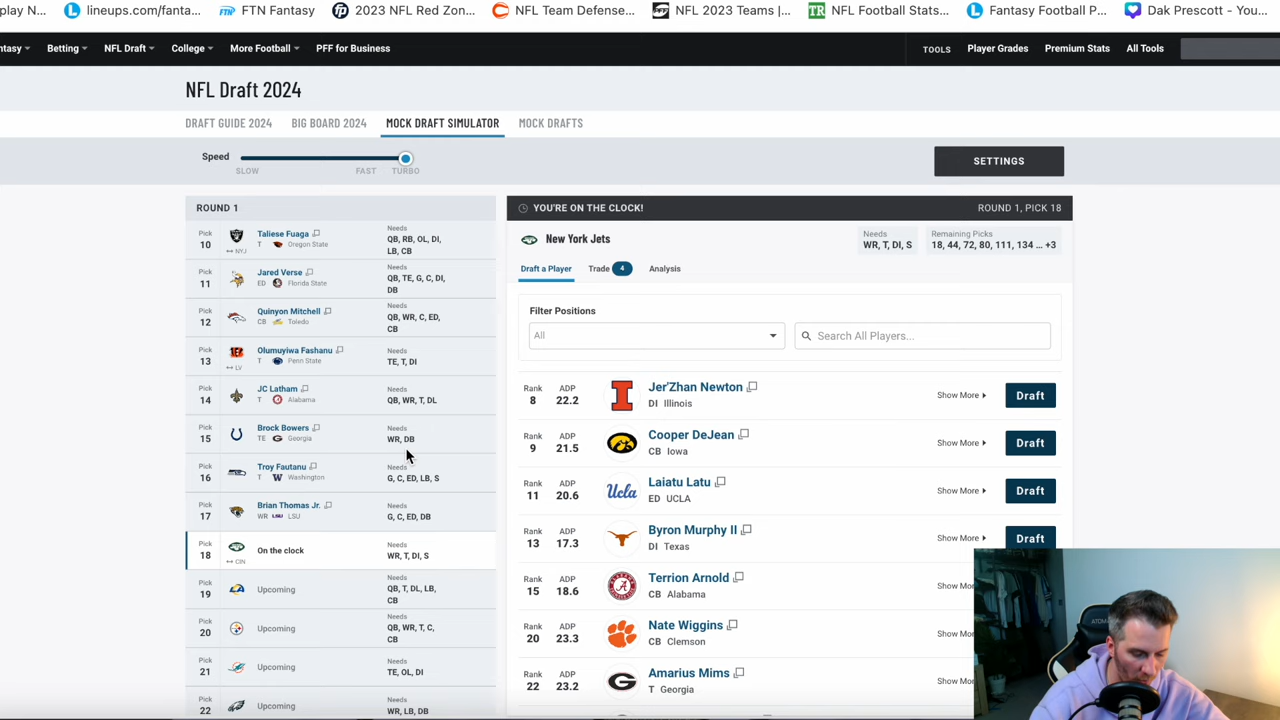 play N...
lineups.com/fanta...
FTN Fantasy
2023 NFL Red Zon...
NFL Team Defense...
NFL 2023 Teams |...
NFL Football Stats...
Fantasy Football P...
Dak Prescott - You...
ntasy
Betting
NFL Draft
College
More Football
PFF for Business
TOOLS
Player Grades
Premium Stats
All Tools
NFL Draft 2024
DRAFT GUIDE 2024
BIG BOARD 2024
MOCK DRAFT SIMULATOR
MOCK DRAFTS
Speed
SLOW
FAST
TURBO
SETTINGS
ROUND 1
Pick
10
NYJ
Taliese Fuaga
T Oregon State
Needs
QB, RB, OL, DI,
LB, CB
Pick
11
Jared Verse
ED Florida State
Needs
QB, TE, G, C, DI,
DB
Pick
12
Quinyon Mitchell
CB Toledo
Needs
QB, WR, C, ED,
CB
Pick
13
LV
Olumuyiwa Fashanu
T Penn State
Needs
TE, T, DI
Pick
14
JC Latham
T Alabama
Needs
QB, WR, T, DL
Pick
15
Brock Bowers
TE Georgia
Needs
WR, DB
Pick
16
Troy Fautanu
T Washington
Needs
G, C, ED, LB, S
Pick
17
Brian Thomas Jr.
WR LSU
Needs
G, C, ED, DB
Pick
18
CIN
On the clock
Needs
WR, T, DI, S
Pick
19
Upcoming
Needs
QB, T, DL, LB,
CB
Pick
20
Upcoming
Needs
QB, WR, T, C,
CB
Pick
21
Upcoming
Needs
TE, OL, DI
Pick
22
Upcoming
Needs
WR, LB, DB
YOU'RE ON THE CLOCK!
ROUND 1, PICK 18
New York Jets
Needs
WR, T, DI, S
Remaining Picks
18, 44, 72, 80, 111, 134 ... +3
Draft a Player
Trade 4
Analysis
Filter Positions
All
Search All Players...
Rank
8
ADP
22.2
Jer'Zhan Newton
DI Illinois
Show More
Draft
Rank
9
ADP
21.5
Cooper DeJean
CB Iowa
Show More
Draft
Rank
11
ADP
20.6
Ucla
Laiatu Latu
ED UCLA
Show More
Draft
Rank
13
ADP
17.3
Byron Murphy II
DI Texas
Show More
Draft
Rank
15
ADP
18.6
Terrion Arnold
CB Alabama
Show Mor
Rank
20
ADP
23.3
Nate Wiggins
CB Clemson
Show Mor
Rank
22
ADP
23.2
Amarius Mims
T Georgia
Show Mor